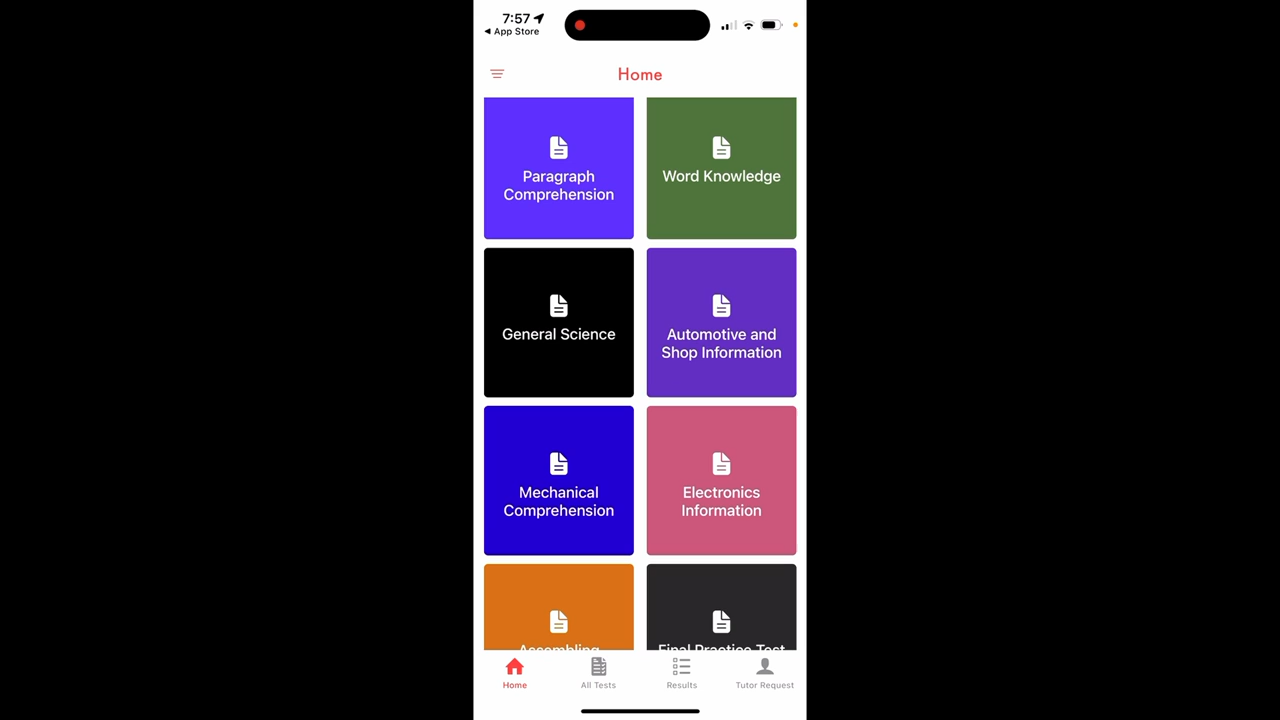 7:57
◀ App Store
Home
Paragraph
Comprehension
Word Knowledge
General Science
Automotive and
Shop Information
Mechanical
Comprehension
Electronics
Information
Assembling
Final Practice Test
Home
All Tests
Results
Tutor Request